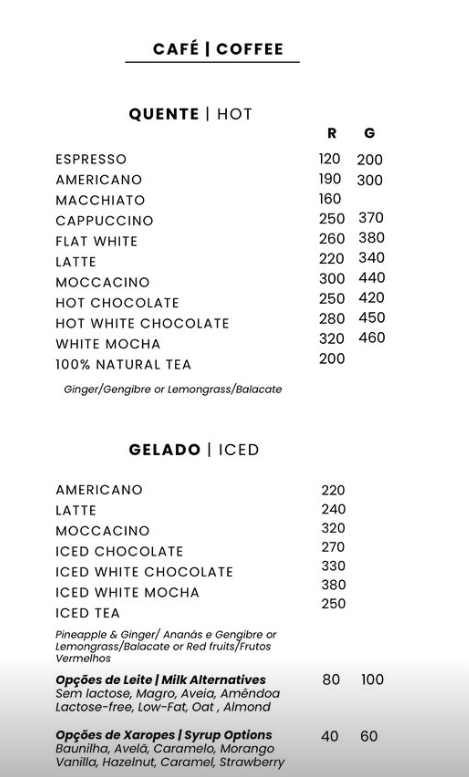 CAFÉ | COFFEE
QUENTE | HOT
R G
ESPRESSO 120 200
AMERICANO 190 300
MACCHIATO 160
CAPPUCCINO 250 370
FLAT WHITE 260 380
LATTE 220 340
MOCCACINO 300 440
HOT CHOCOLATE 250 420
HOT WHITE CHOCOLATE 280 450
WHITE MOCHA 320 460
100% NATURAL TEA 200
Ginger/Gengibre or Lemongrass/Balacate
GELADO | ICED
AMERICANO 220
LATTE 240
MOCCACINO 320
ICED CHOCOLATE 270
ICED WHITE CHOCOLATE 330
ICED WHITE MOCHA 380
ICED TEA 250
Pineapple & Ginger/ Ananás e Gengibre or
Lemongrass/Balacate or Red fruits/Frutos
Vermelhos
Opções de Leite | Milk Alternatives 80 100
Sem lactose, Magro, Aveia, Amêndoa
Lactose-free, Low-Fat, Oat , Almond
Opções de Xaropes | Syrup Options 40 60
Baunilha, Avelã, Caramelo, Morango
Vanilla, Hazelnut, Caramel, Strawberry